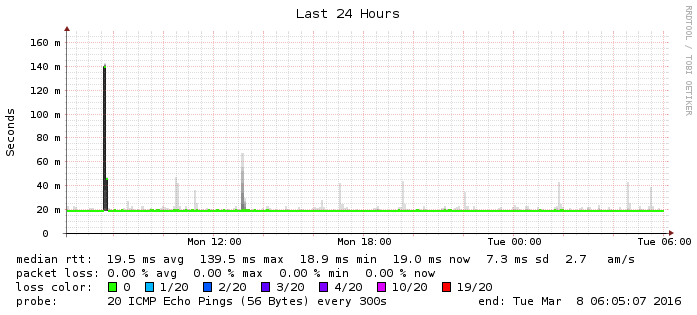 Last 24 Hours
RRDTOOL / TOBI OETIKER
Seconds
160 m
140 m
120 m
100 m
80 m
60 m
40 m
20 m
0
Mon 12:00 Mon 18:00 Tue 00:00 Tue 06:00
median rtt: 19.5 ms avg 139.5 ms max 18.9 ms min 19.0 ms now 7.3 ms sd 2.7 am/s
packet loss: 0.00 % avg 0.00 % max 0.00 % min 0.00 % now
loss color: 0 1/20 2/20 3/20 4/20 10/20 19/20
probe: 20 ICMP Echo Pings (56 Bytes) every 300s end: Tue Mar 8 06:05:07 2016